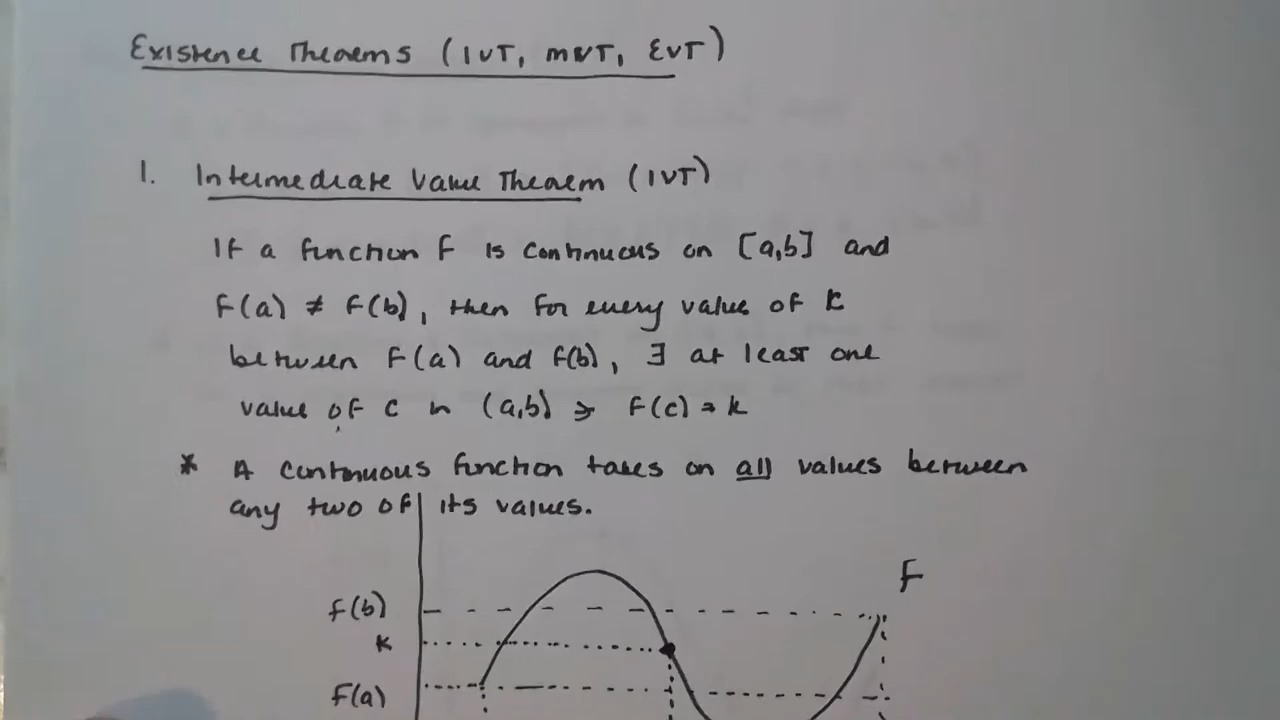 Existence Theorems (IVT, MVT, EVT)
1. Intermediate Value Theorem (IVT)
If a function f is continuous on [a,b] and
f(a) ≠ f(b), then for every value of k
between f(a) and f(b), ∃ at least one
value of c in (a,b) ∋ f(c) = k
* A continuous function takes on all values between
any two of its values.
f
f(b)
k
f(a)